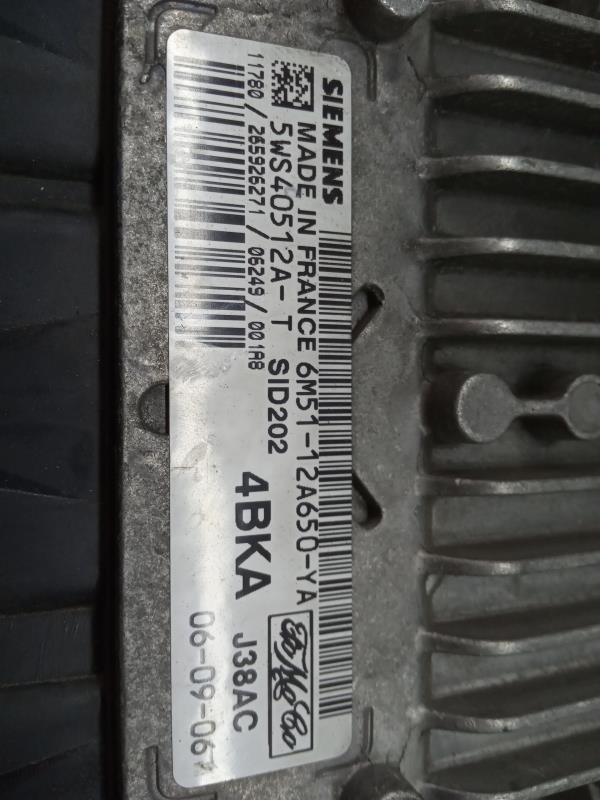 SIEMENS
MADE IN FRANCE 6M51-12A650-YA
5WS40512A-T SID202 4BKA J38AC
11780 / 265926271 / 06249 / 001A8
06-09-06